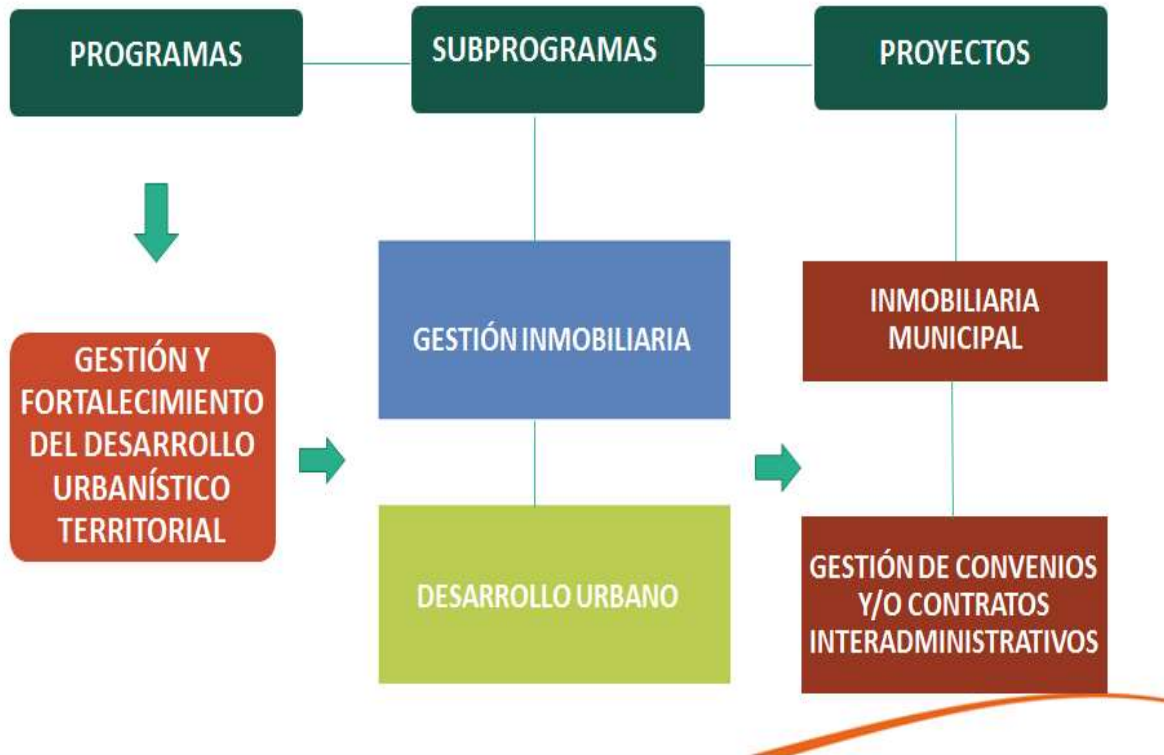 PROGRAMAS
SUBPROGRAMAS
PROYECTOS
GESTIÓN Y
FORTALECIMIENTO
DEL DESARROLLO
URBANÍSTICO
TERRITORIAL
GESTIÓN INMOBILIARIA
DESARROLLO URBANO
INMOBILIARIA
MUNICIPAL
GESTIÓN DE CONVENIOS
Y/O CONTRATOS
INTERADMINISTRATIVOS